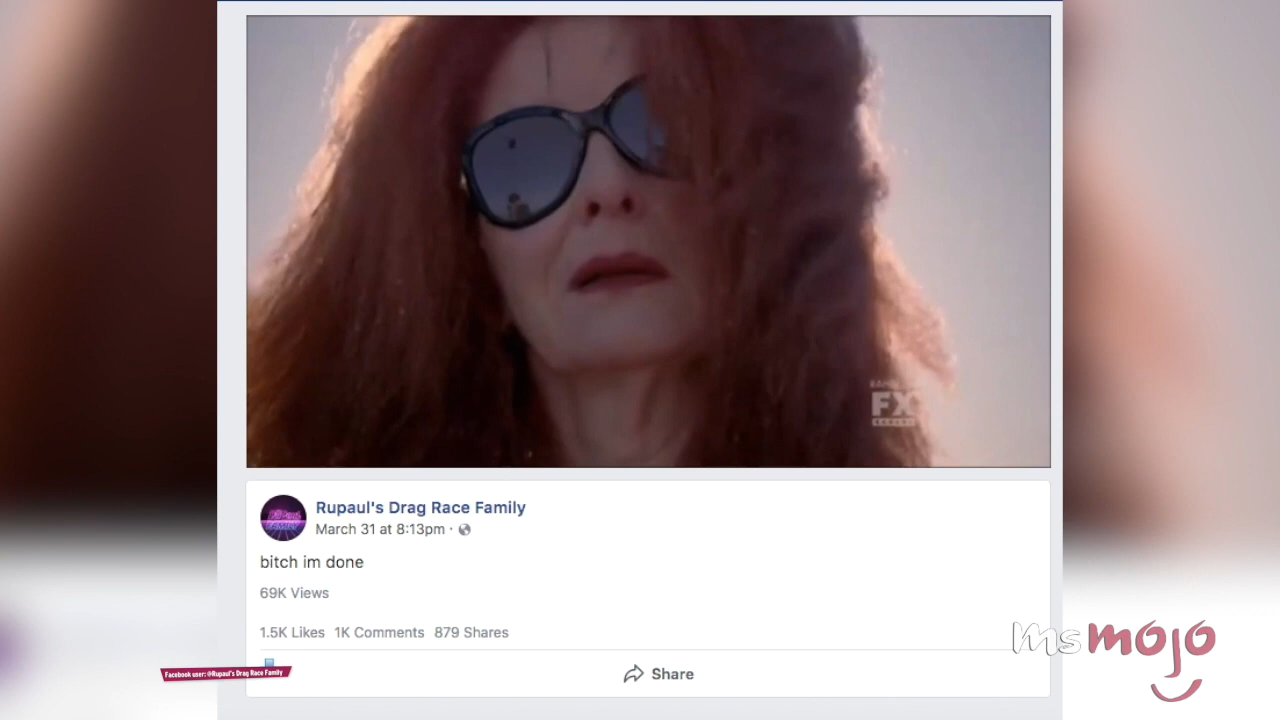 FX
Rupaul's Drag Race Family
March 31 at 8:13pm ·
bitch im done
69K Views
1.5K Likes 1K Comments 879 Shares
Share
Facebook user: @Rupaul's Drag Race Family
msmojo